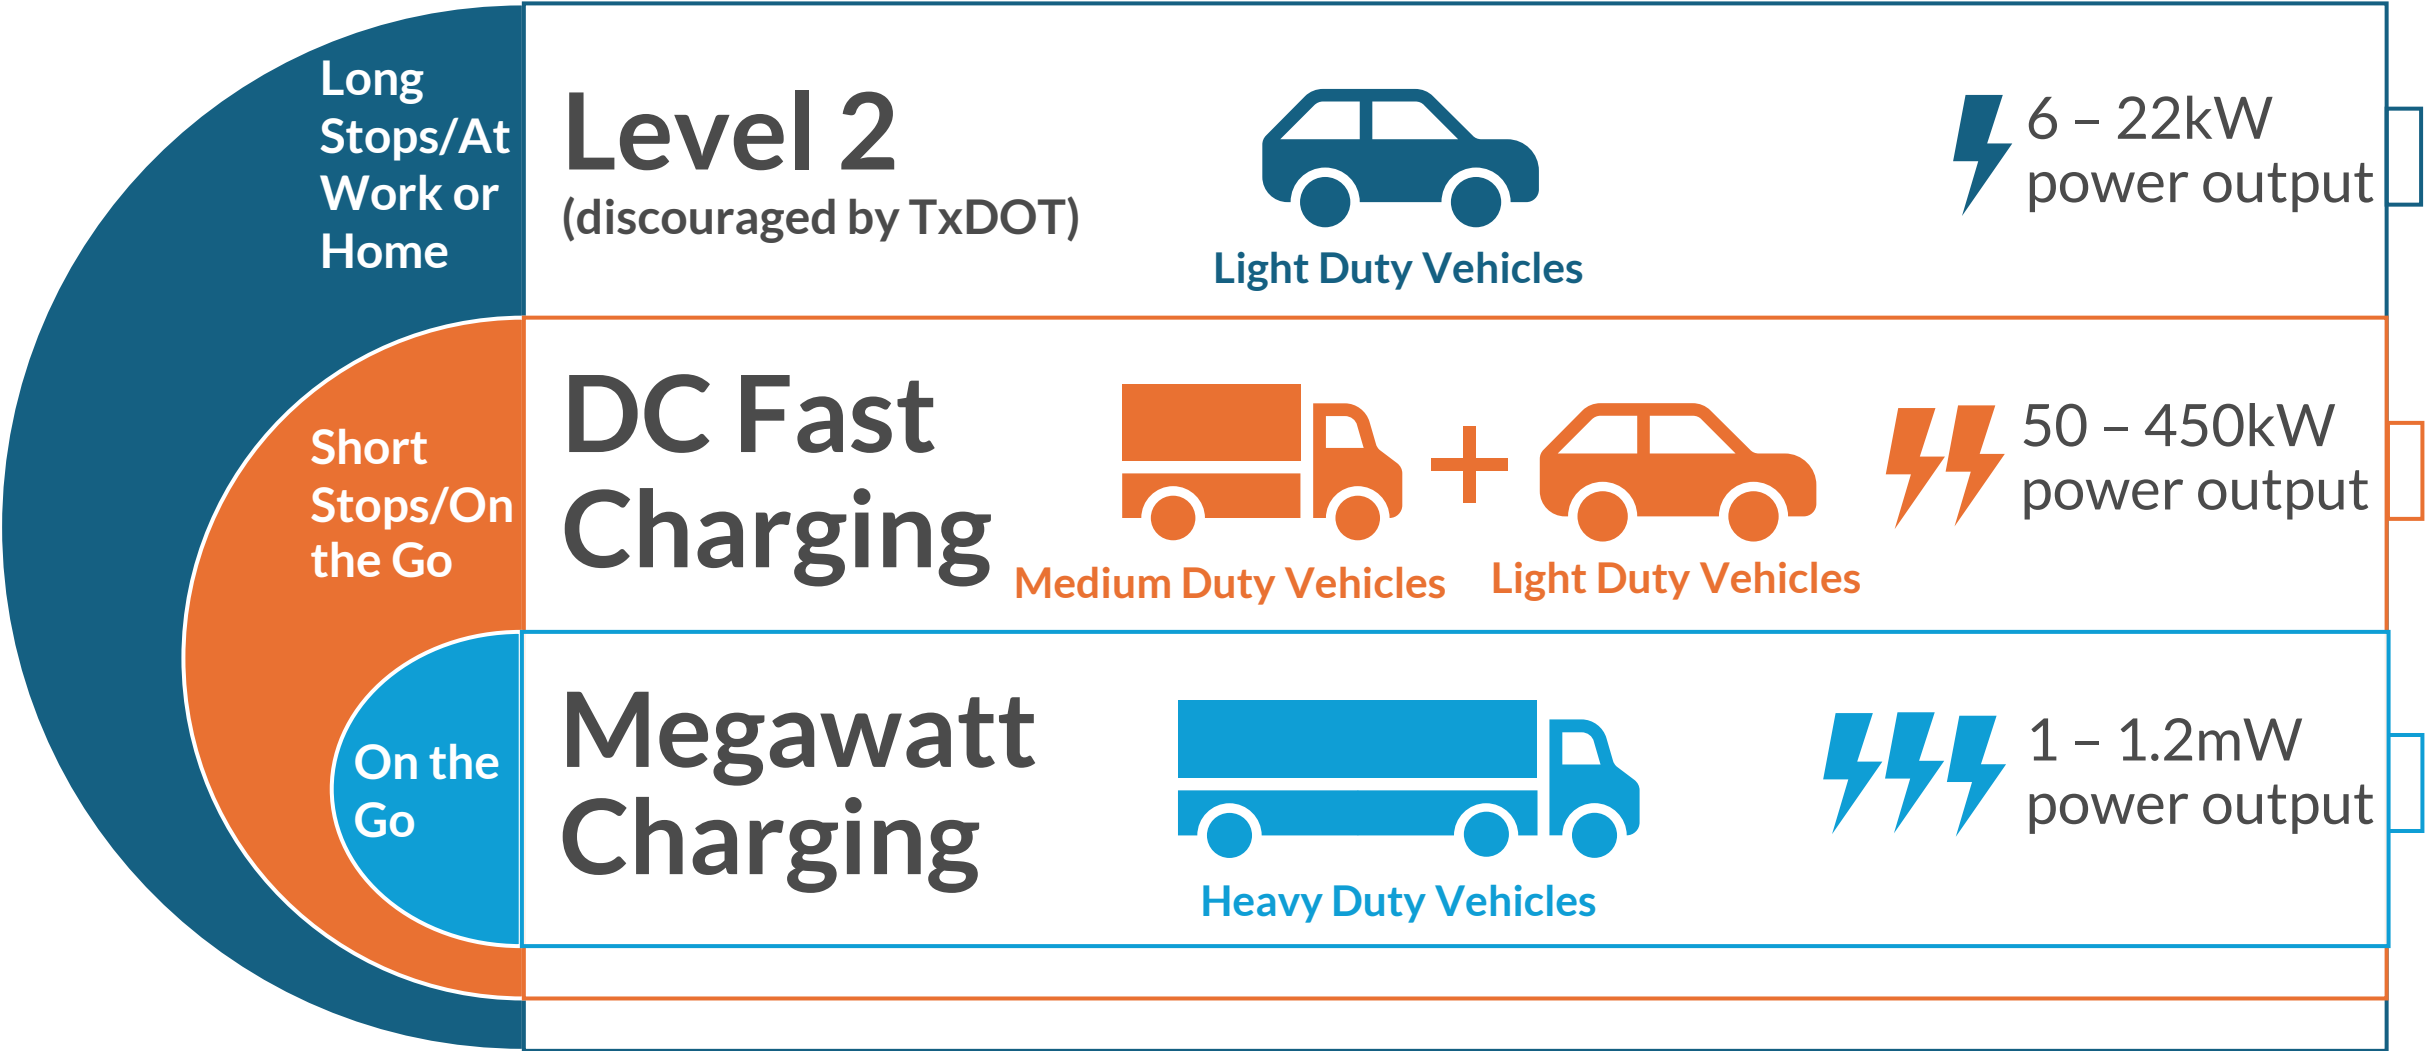 Long
Stops/At
Work or
Home
Level 2
(discouraged by TxDOT)
Light Duty Vehicles
6 – 22kW
power output
Short
Stops/On
the Go
DC Fast
Charging
Medium Duty Vehicles
Light Duty Vehicles
50 – 450kW
power output
On the
Go
Megawatt
Charging
Heavy Duty Vehicles
1 – 1.2mW
power output